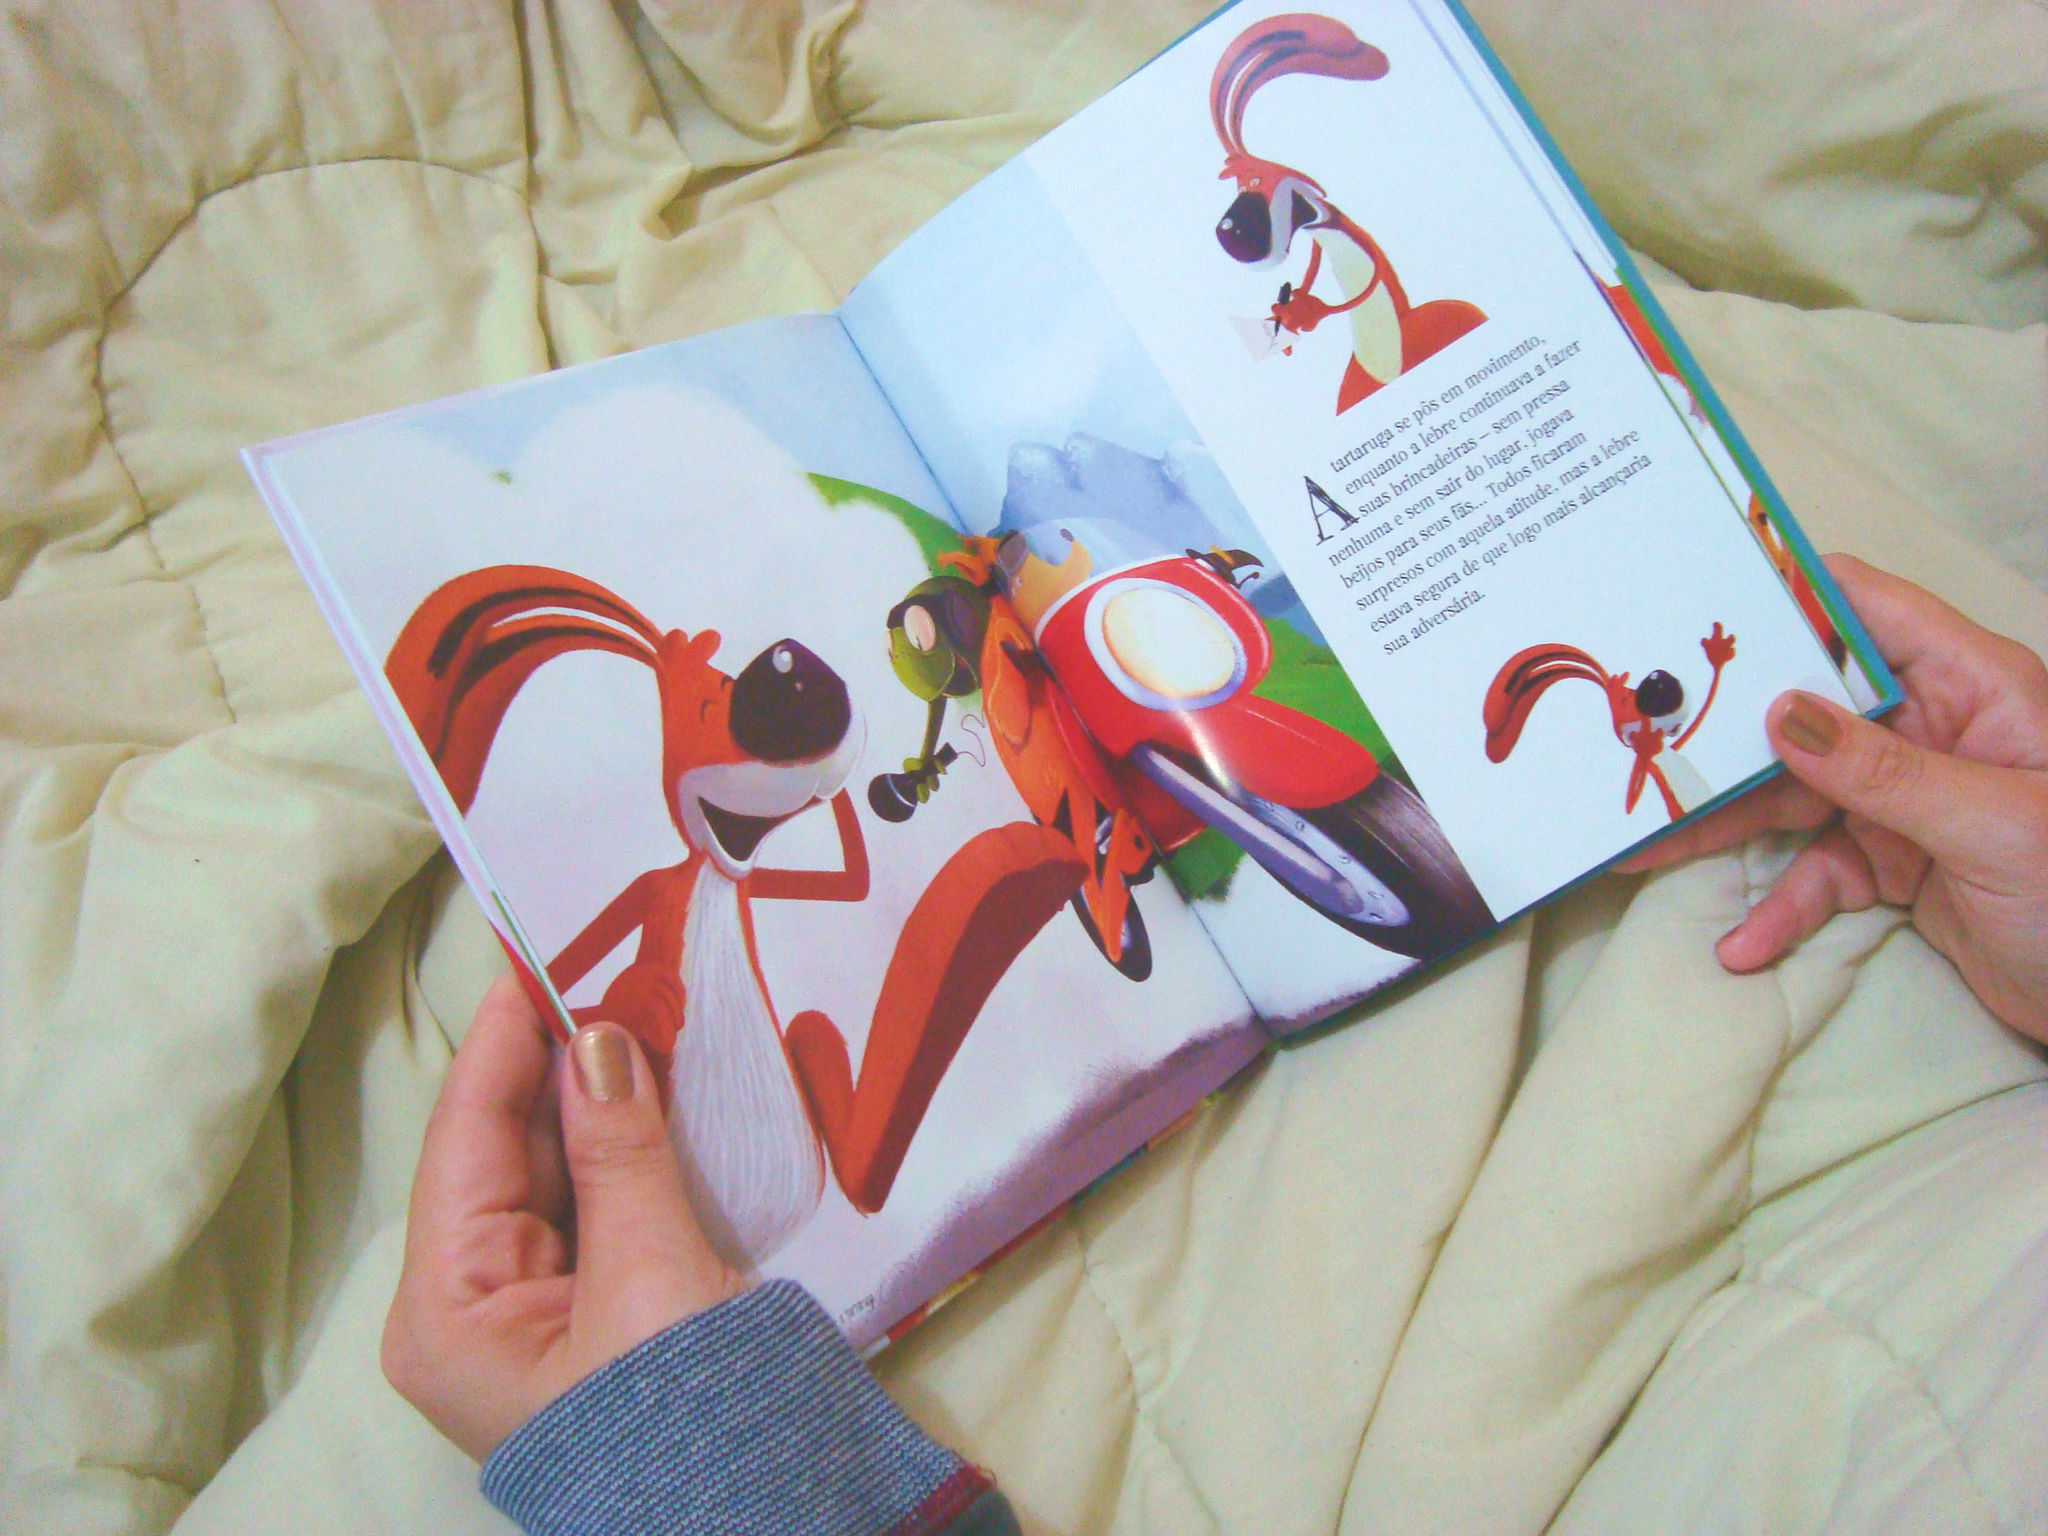 A tartaruga se pôs em movimento,
enquanto a lebre continuava a fazer
suas brincadeiras – sem pressa
nenhuma e sem sair do lugar, jogava
beijos para seus fãs... Todos ficaram
surpresos com aquela atitude, mas a lebre
estava segura de que logo mais alcançaria
sua adversária.